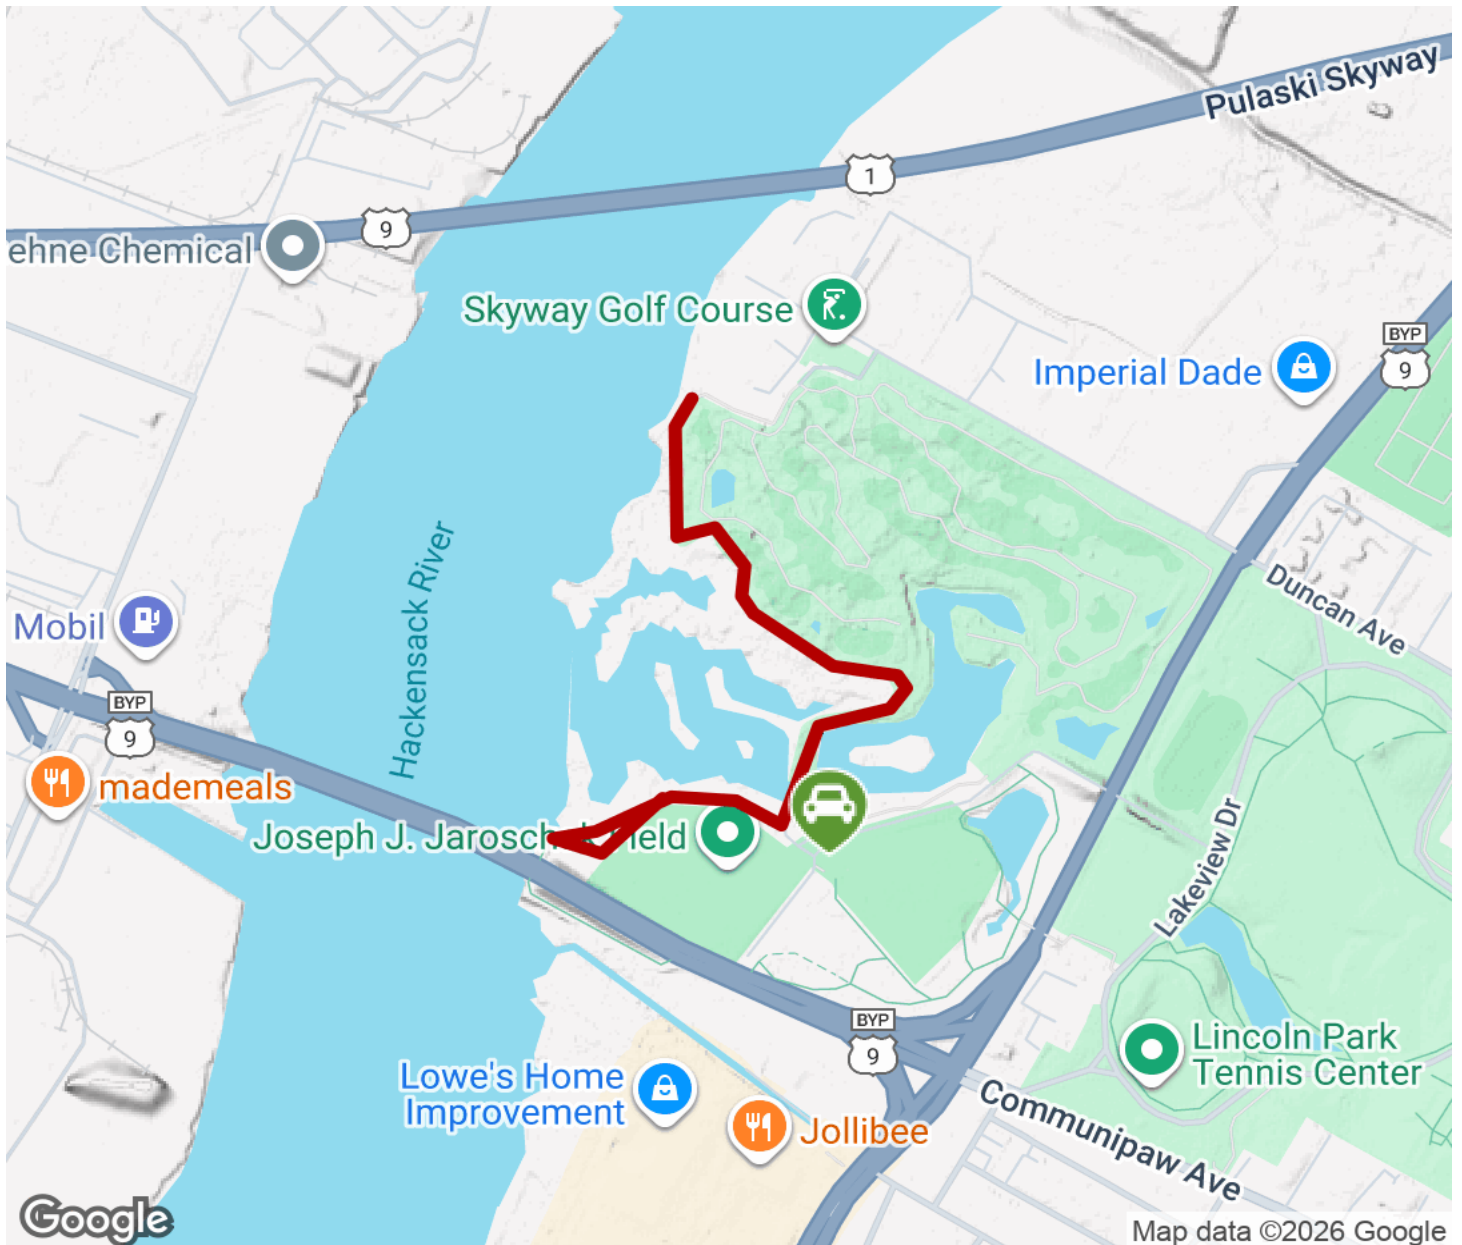 Pulaski Skyway
1
9
ehne Chemical
Skyway Golf Course
BYP
9
Imperial Dade
Hackensack River
Duncan Ave
Mobil
BYP
9
mademeals
Joseph J. Jarosch
ield
Lakeview Dr
BYP
9
Lincoln Park
Tennis Center
Lowe's Home
Improvement
Jollibee
Communipaw Ave
Google
Map data ©2026 Google